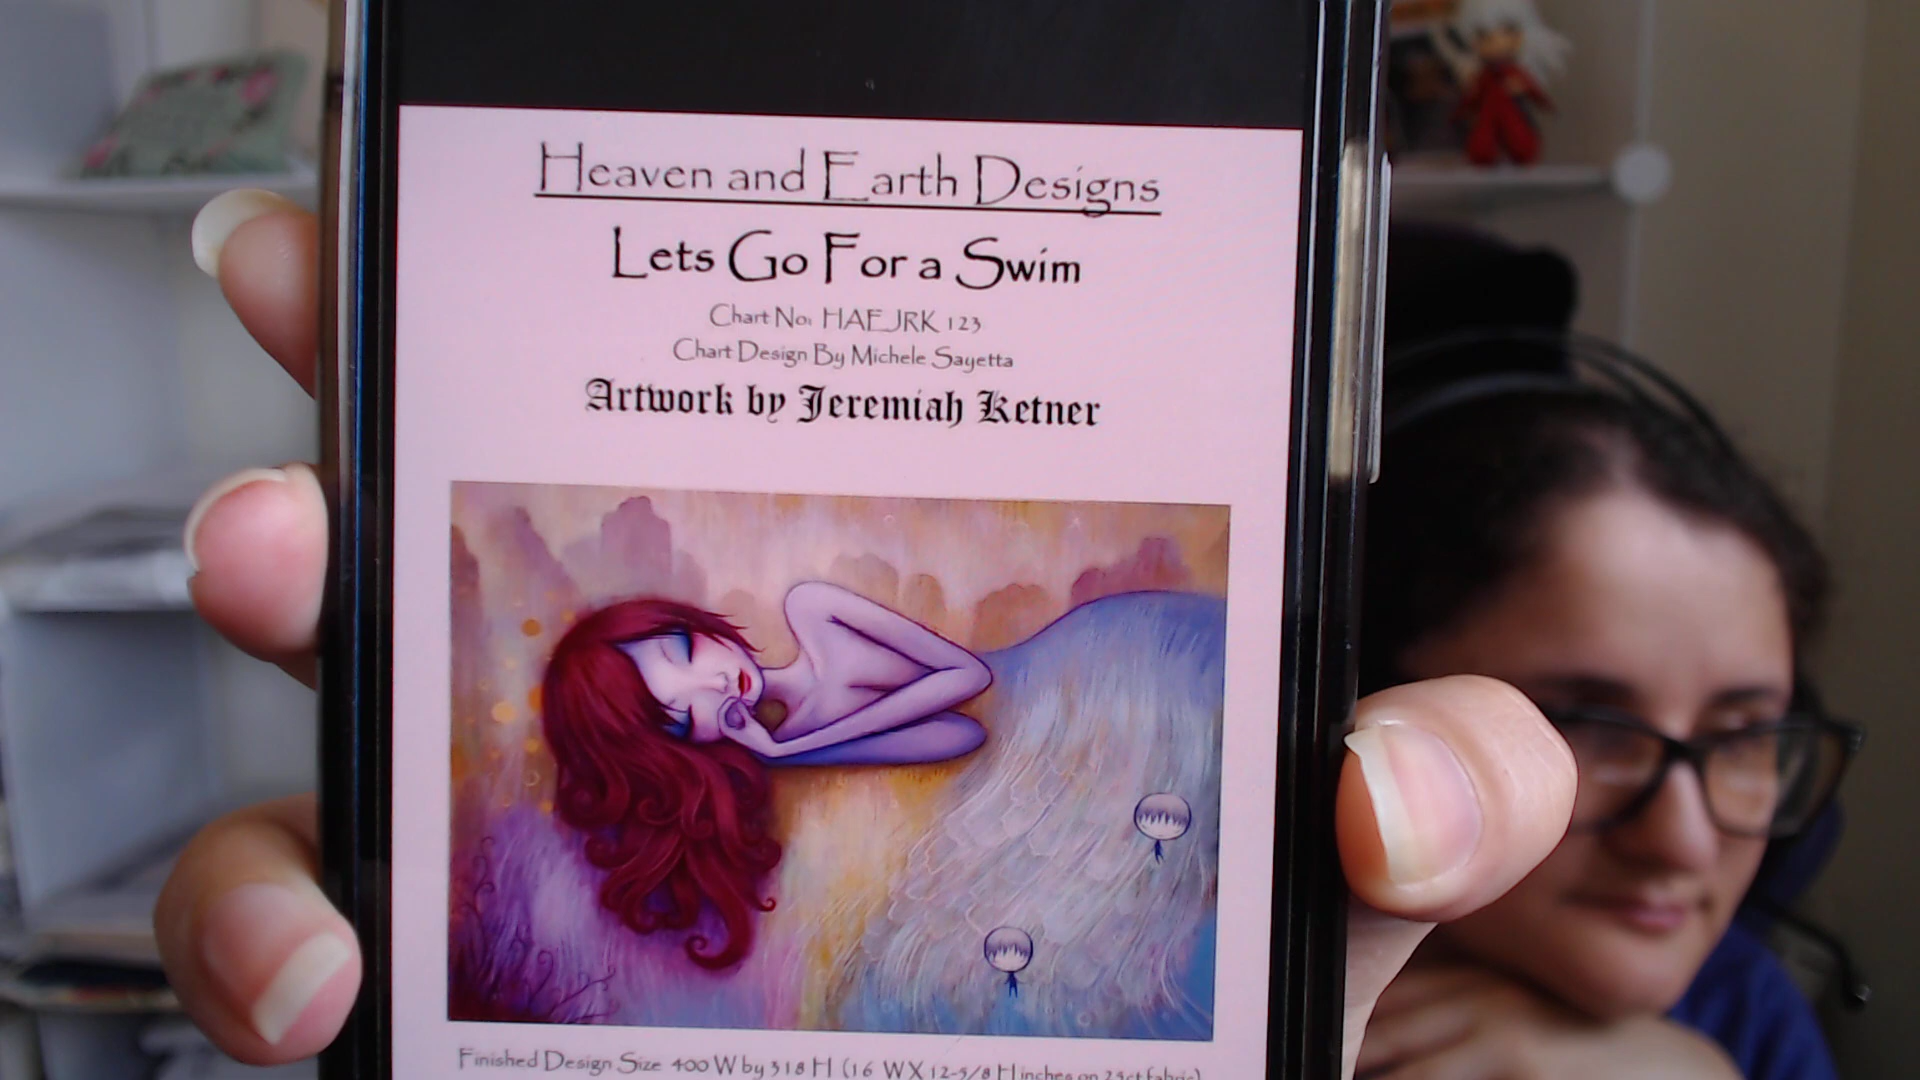 Heaven and Earth Designs
Lets Go For a Swim
Chart No: HAEJRK 123
Chart Design By Michele Sayetta
Artwork by Jeremiah Ketner
Finished Design Size 400 W by 318 H (16 W X 12-5/8 H inches on 25ct fabric)